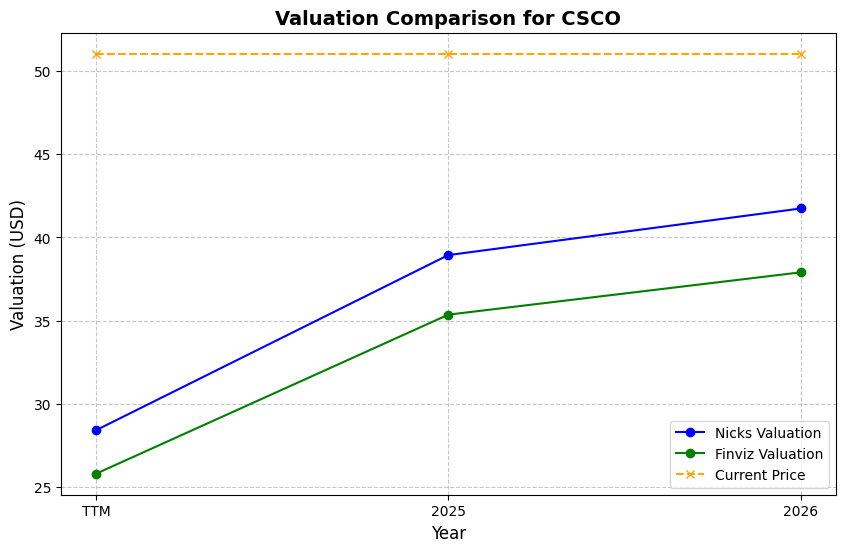 Valuation Comparison for CSCO
Valuation (USD)
50
45
40
35
30
25
TTM
2025
2026
Year
Nicks Valuation
Finviz Valuation
Current Price